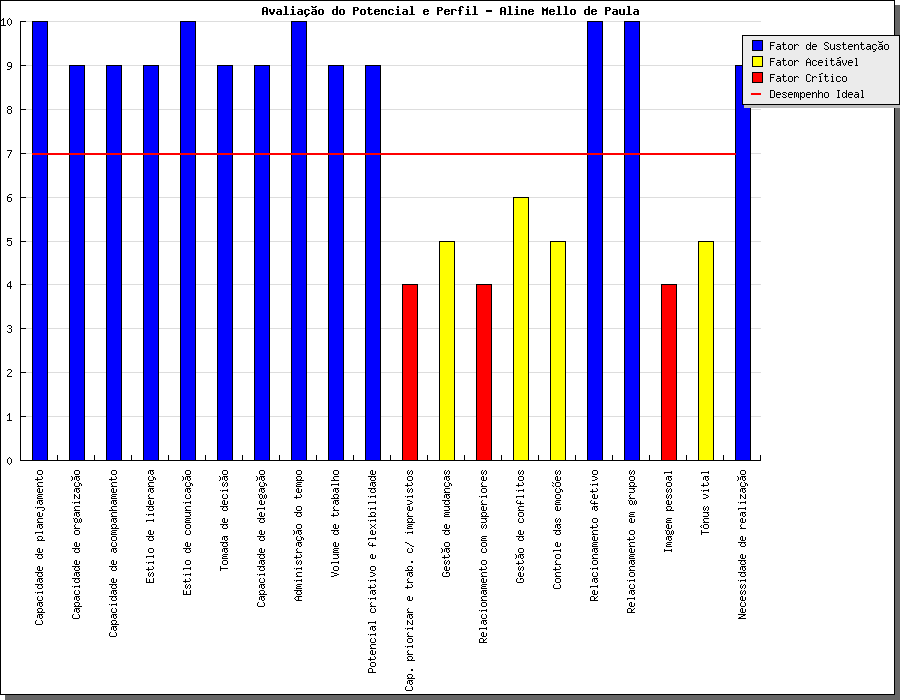 Avaliação do Potencial e Perfil - Aline Mello de Paula
Fator de Sustentação
Fator Aceitável
Fator Crítico
Desempenho Ideal
10
9
8
7
6
5
4
3
2
1
0
Capacidade de planejamento
Capacidade de organização
Capacidade de acompanhamento
Estilo de liderança
Estilo de comunicação
Tomada de decisão
Capacidade de delegação
Administração do tempo
Volume de trabalho
Potencial criativo e flexibilidade
Cap. priorizar e trab. c/ imprevistos
Gestão de mudanças
Relacionamento com superiores
Gestão de conflitos
Controle das emoções
Relacionamento afetivo
Relacionamento em grupos
Imagem pessoal
Tônus vital
Necessidade de realização